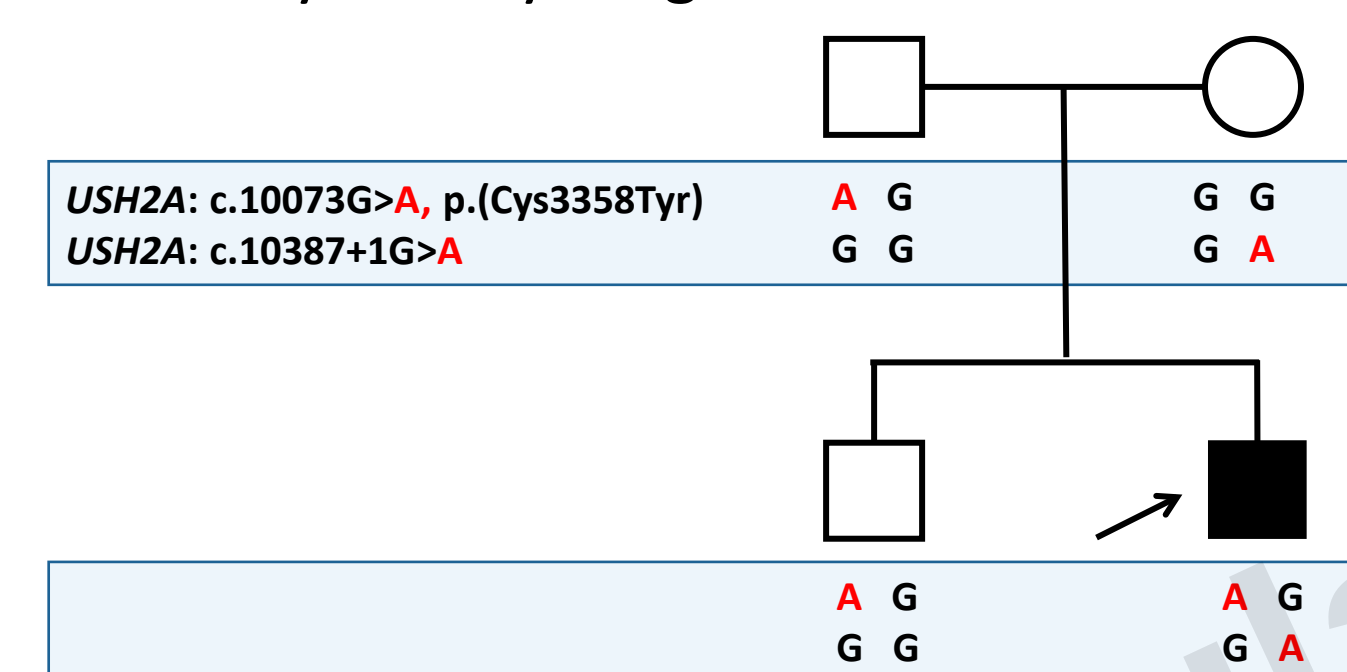 USH2A: c.10073G>A, p.(Cys3358Tyr) A G G G
USH2A: c.10387+1G>A G G G A
A G A G
G G G A